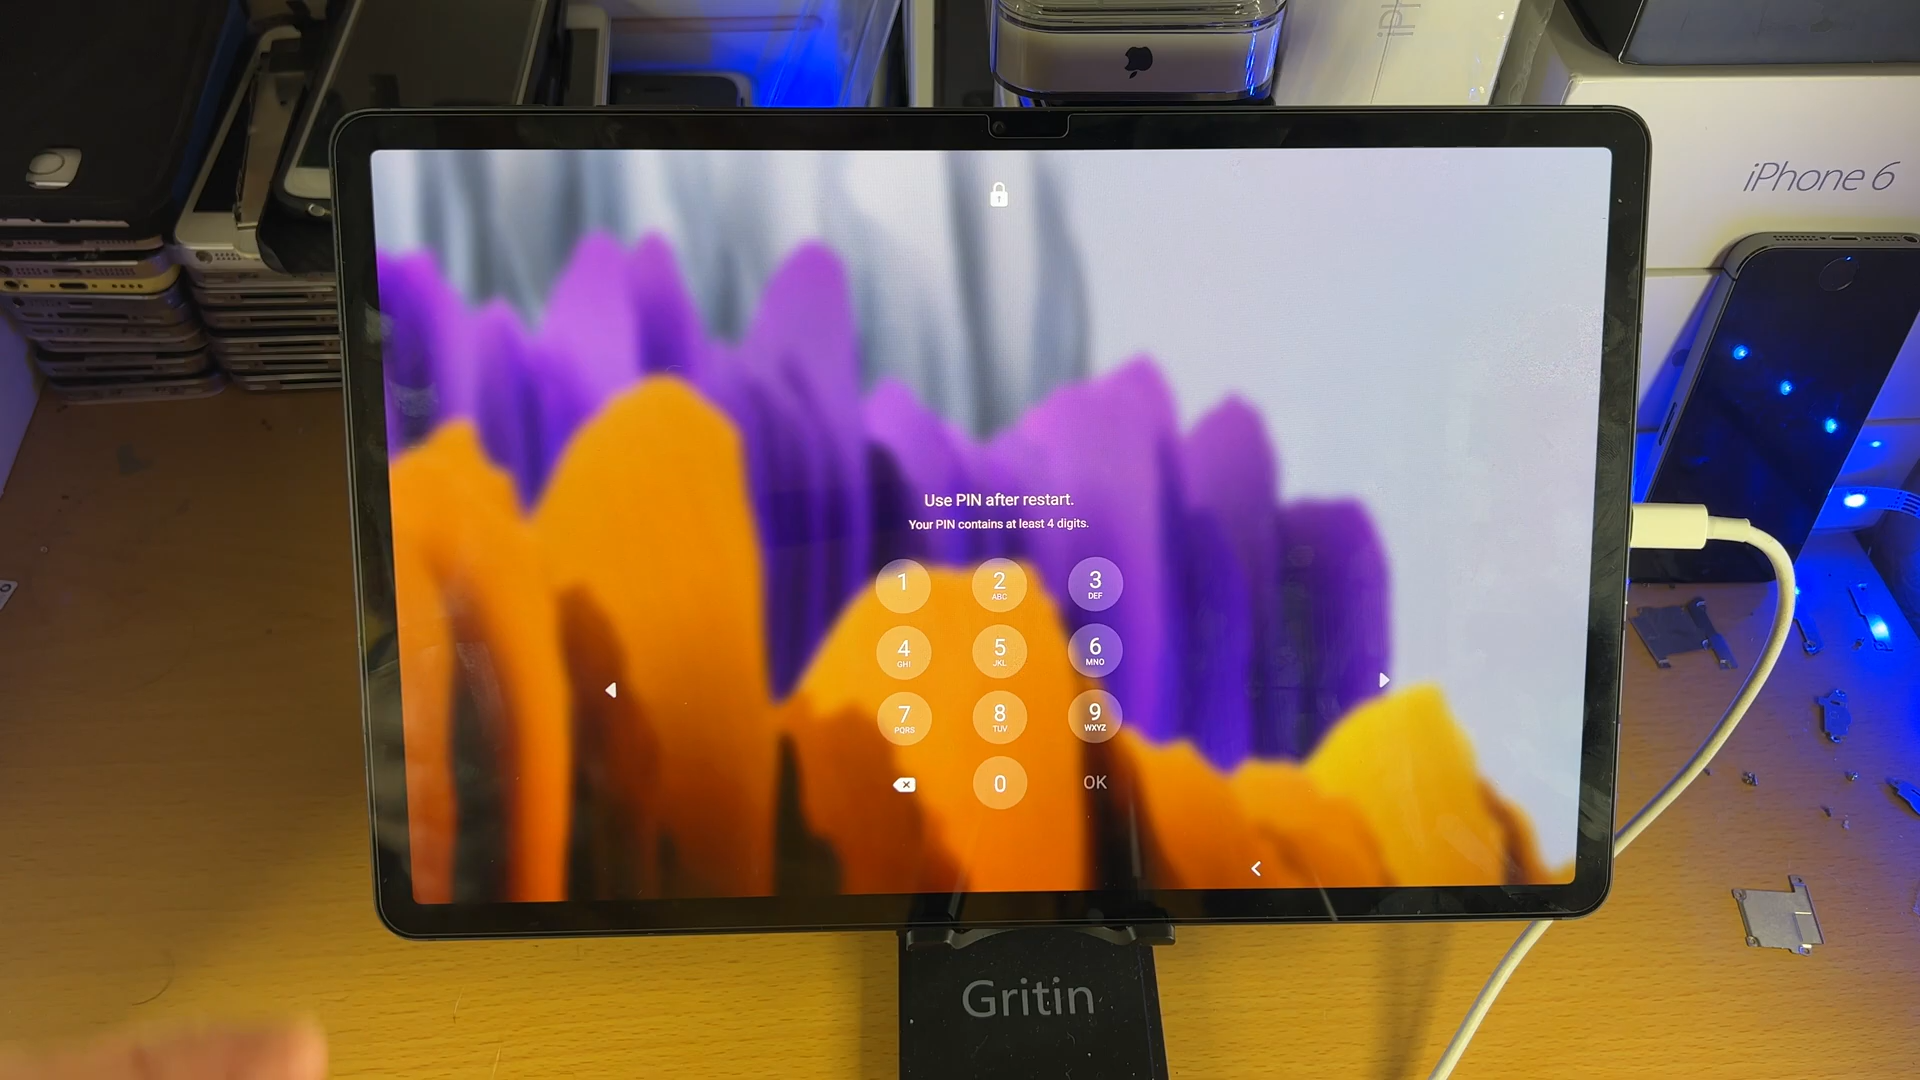 iPh
iPhone 6
Use PIN after restart.
Your PIN contains at least 4 digits.
1
2
ABC
3
DEF
4
GHI
5
JKL
6
MNO
7
PQRS
8
TUV
9
WXYZ
0
OK
Gritin